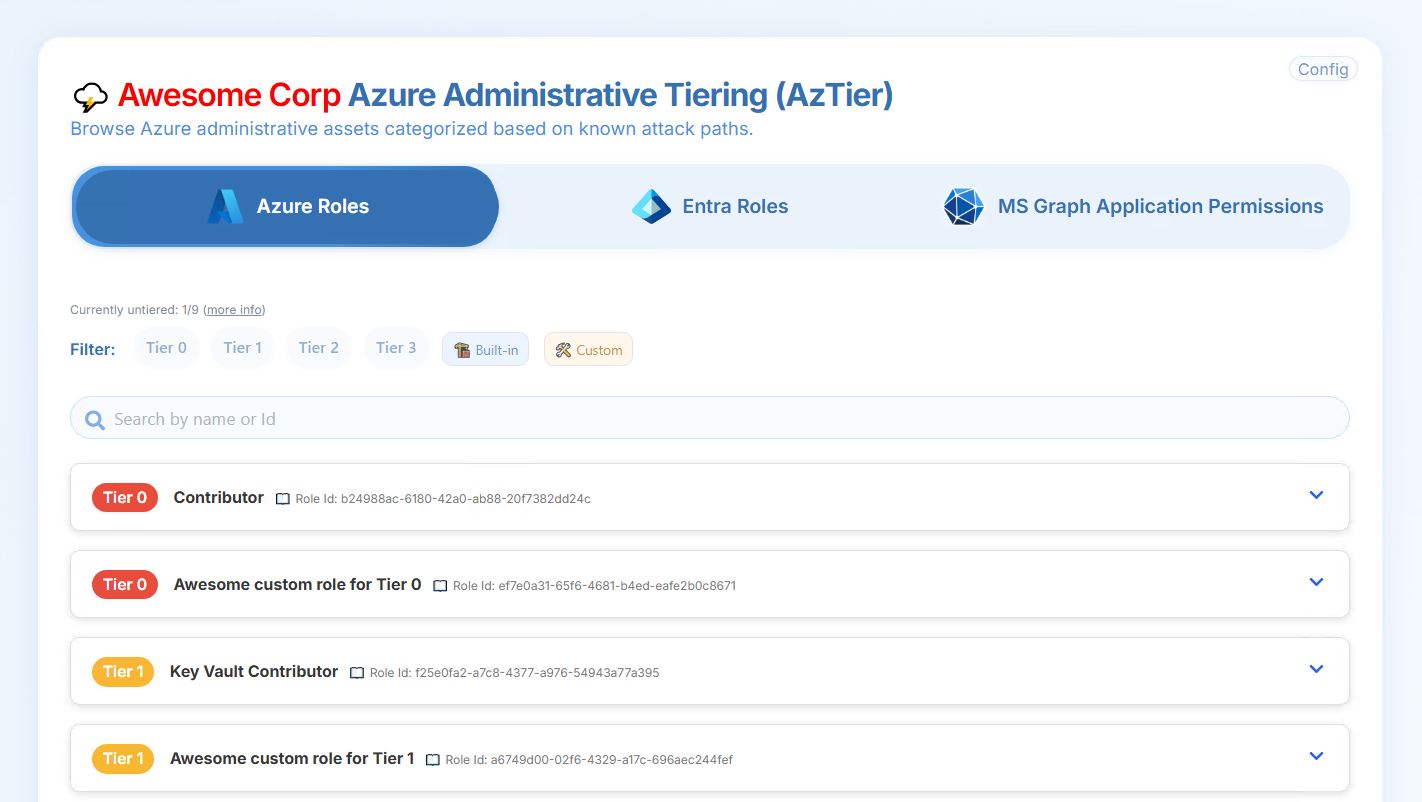 Config
Awesome Corp Azure Administrative Tiering (AzTier)
Browse Azure administrative assets categorized based on known attack paths.
Azure Roles Entra Roles MS Graph Application Permissions
Currently untiered: 1/9 (more info)
Filter: Tier 0 Tier 1 Tier 2 Tier 3 Built-in Custom
Search by name or Id
Tier 0 Contributor Role Id: b24988ac-6180-42a0-ab88-20f7382dd24c
Tier 0 Awesome custom role for Tier 0 Role Id: ef7e0a31-65f6-4681-b4ed-eafe2b0c8671
Tier 1 Key Vault Contributor Role Id: f25e0fa2-a7c8-4377-a976-54943a77a395
Tier 1 Awesome custom role for Tier 1 Role Id: a6749d00-02f6-4329-a17c-696aec244fef